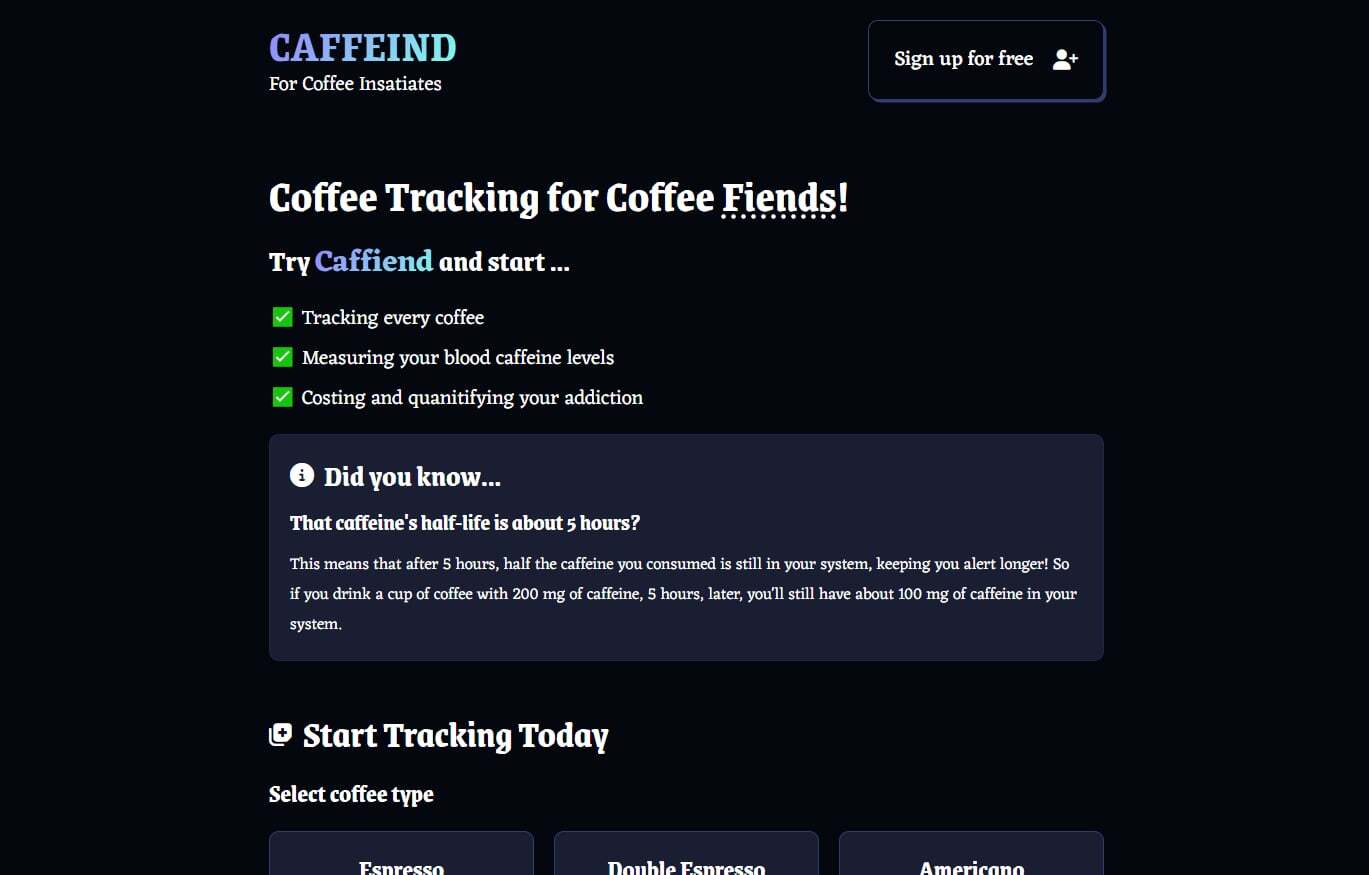 CAFFEIND
For Coffee Insatiates
Sign up for free
Coffee Tracking for Coffee Fiends!
Try Caffiend and start ...
Tracking every coffee
Measuring your blood caffeine levels
Costing and quanitifying your addiction
Did you know...
That caffeine's half-life is about 5 hours?
This means that after 5 hours, half the caffeine you consumed is still in your system, keeping you alert longer! So
if you drink a cup of coffee with 200 mg of caffeine, 5 hours, later, you'll still have about 100 mg of caffeine in your
system.
Start Tracking Today
Select coffee type
Espresso
Double Espresso
Americano